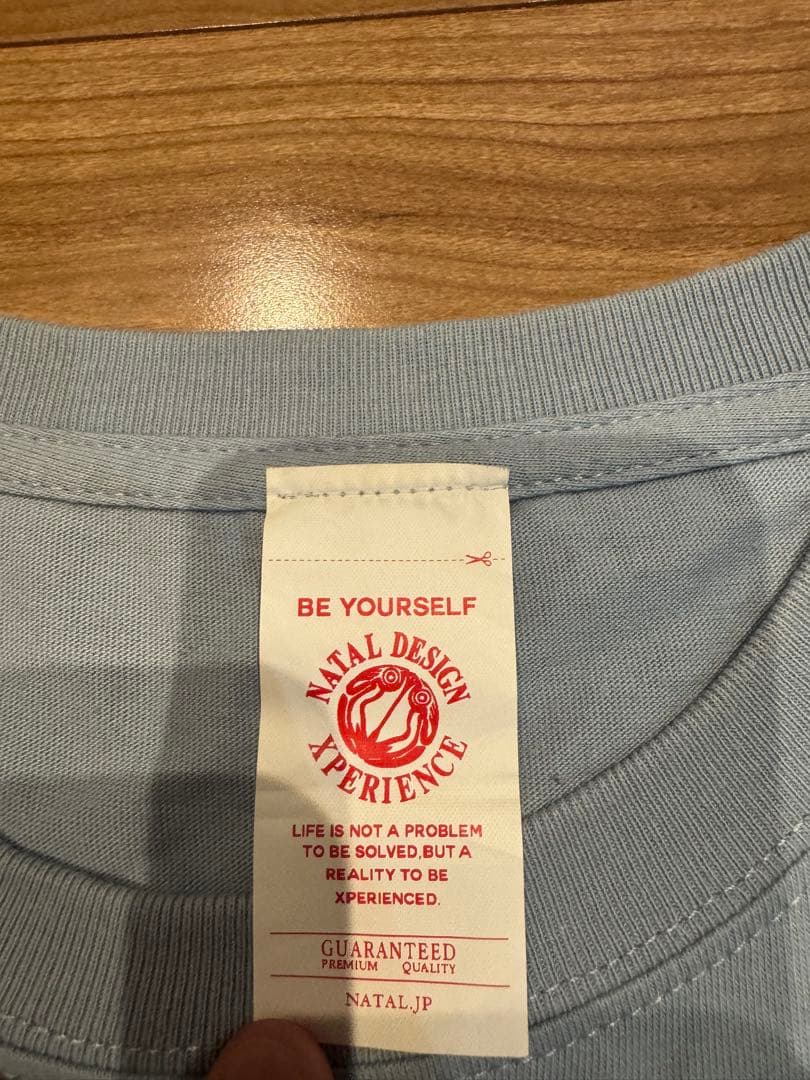 BE YOURSELF
NATAL DESIGN
XPERIENCE
LIFE IS NOT A PROBLEM
TO BE SOLVED,BUT A
REALITY TO BE
XPERIENCED.
GUARANTEED
PREMIUM QUALITY
NATAL.JP